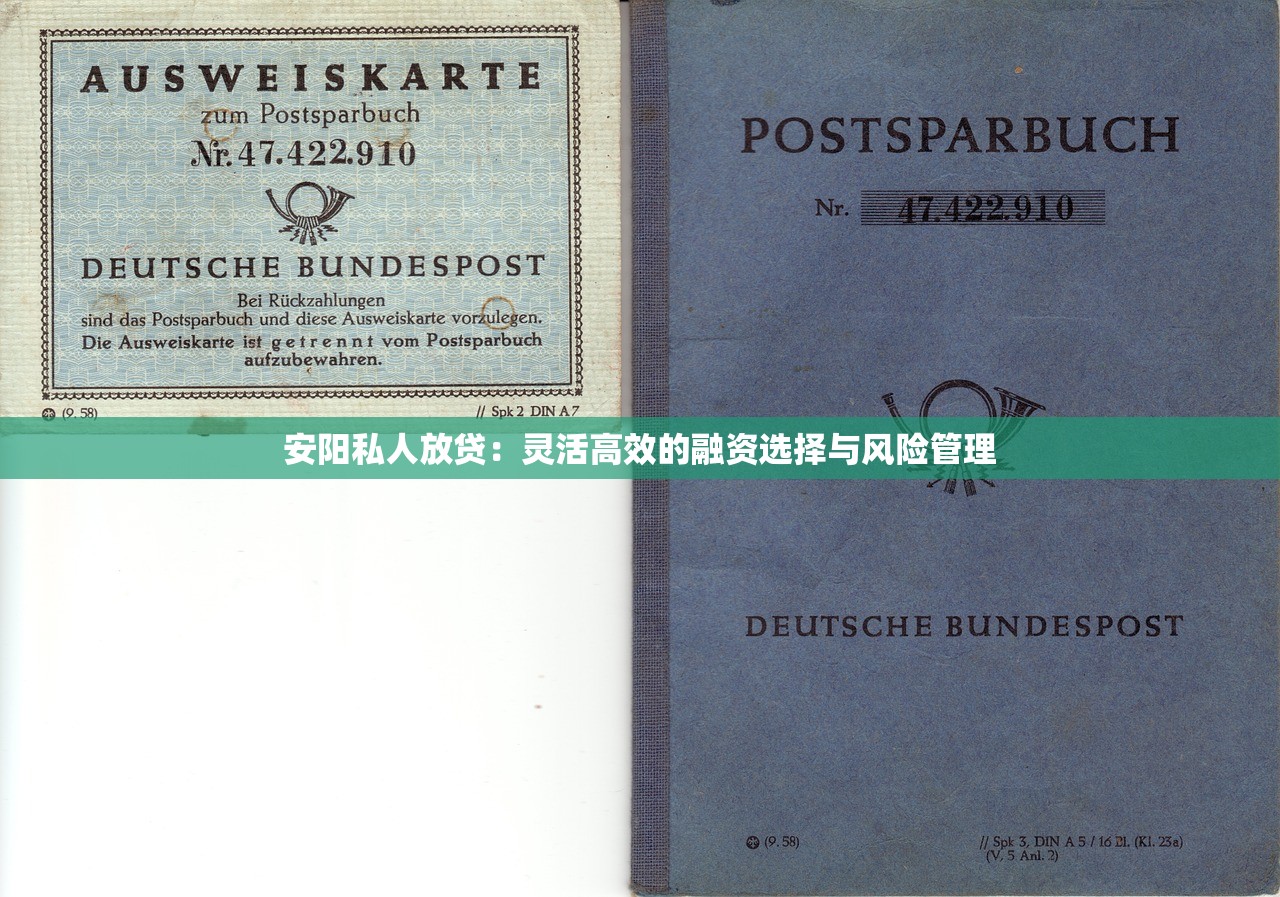 AUSWEISKARTE
zum Postsparbuch
Nr. 47.422.910
DEUTSCHE BUNDESPOST
Bei Rückzahlungen
sind das Postsparbuch und diese Ausweiskarte vorzulegen.
Die Ausweiskarte ist getrennt vom Postsparbuch
aufzubewahren.
(9. 58)
// Spk 2 DIN A 7
POSTSPARBUCH
Nr. 47.422.910
安阳私人放贷：灵活高效的融资选择与风险管理
DEUTSCHE BUNDESPOST
(9. 58)
// Spk 3, DIN A 5 / 16 Bl. (Kl. 23a)
(V, 5 Anl. 2)